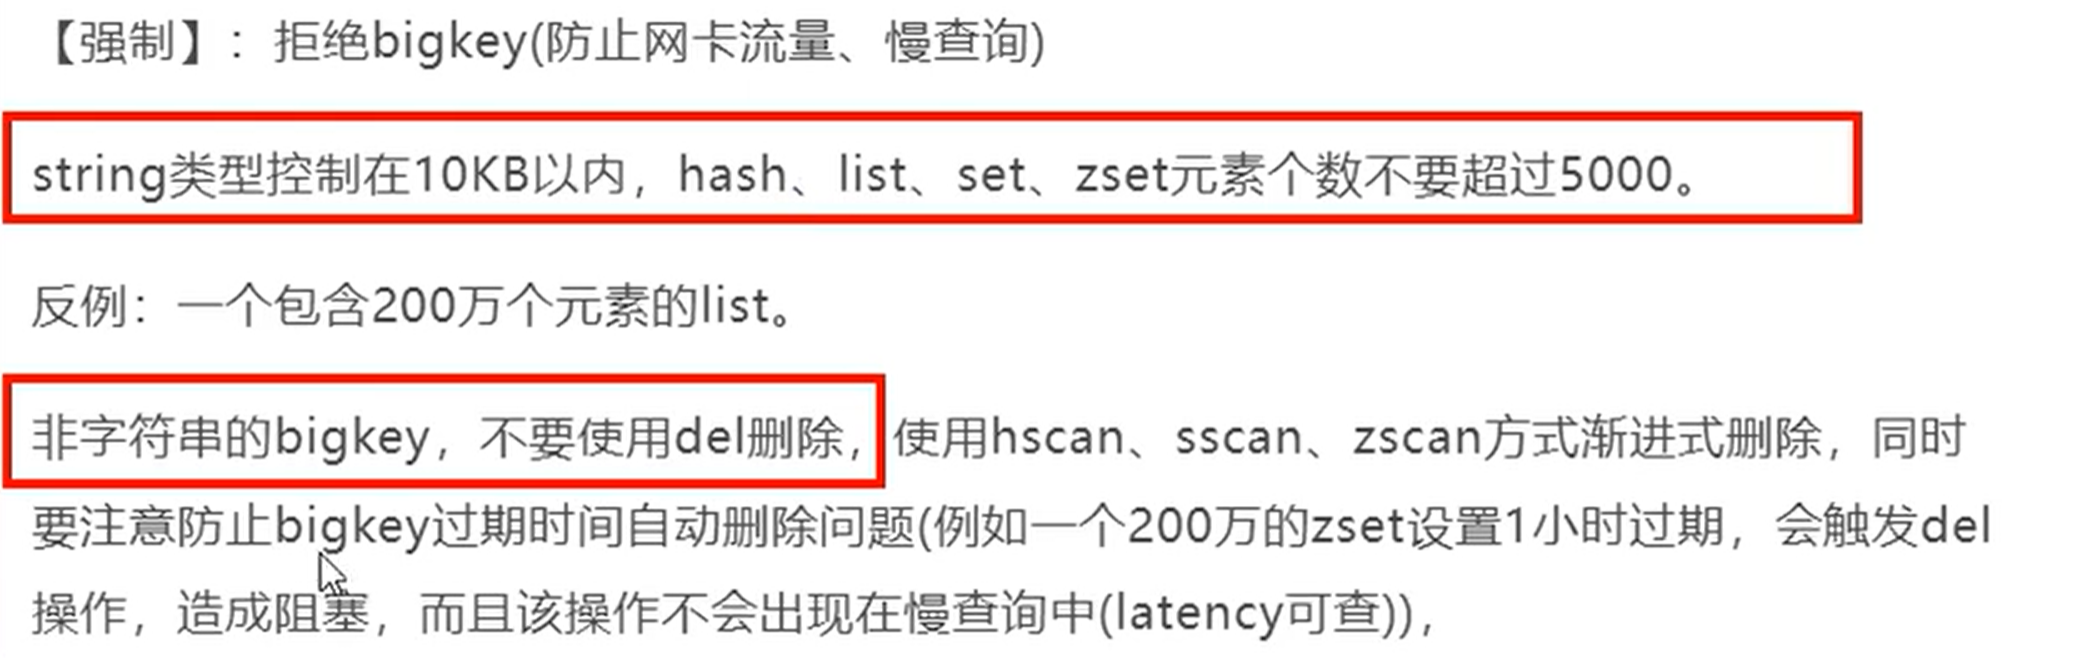 【强制】：拒绝bigkey(防止网卡流量、慢查询)
string类型控制在10KB以内，hash、list、set、zset元素个数不要超过5000。
反例：一个包含200万个元素的list。
非字符串的bigkey，不要使用del删除，使用hscan、sscan、zscan方式渐进式删除，同时
要注意防止bigkey过期时间自动删除问题(例如一个200万的zset设置1小时过期，会触发del
操作，造成阻塞，而且该操作不会出现在慢查询中(latency可查))，